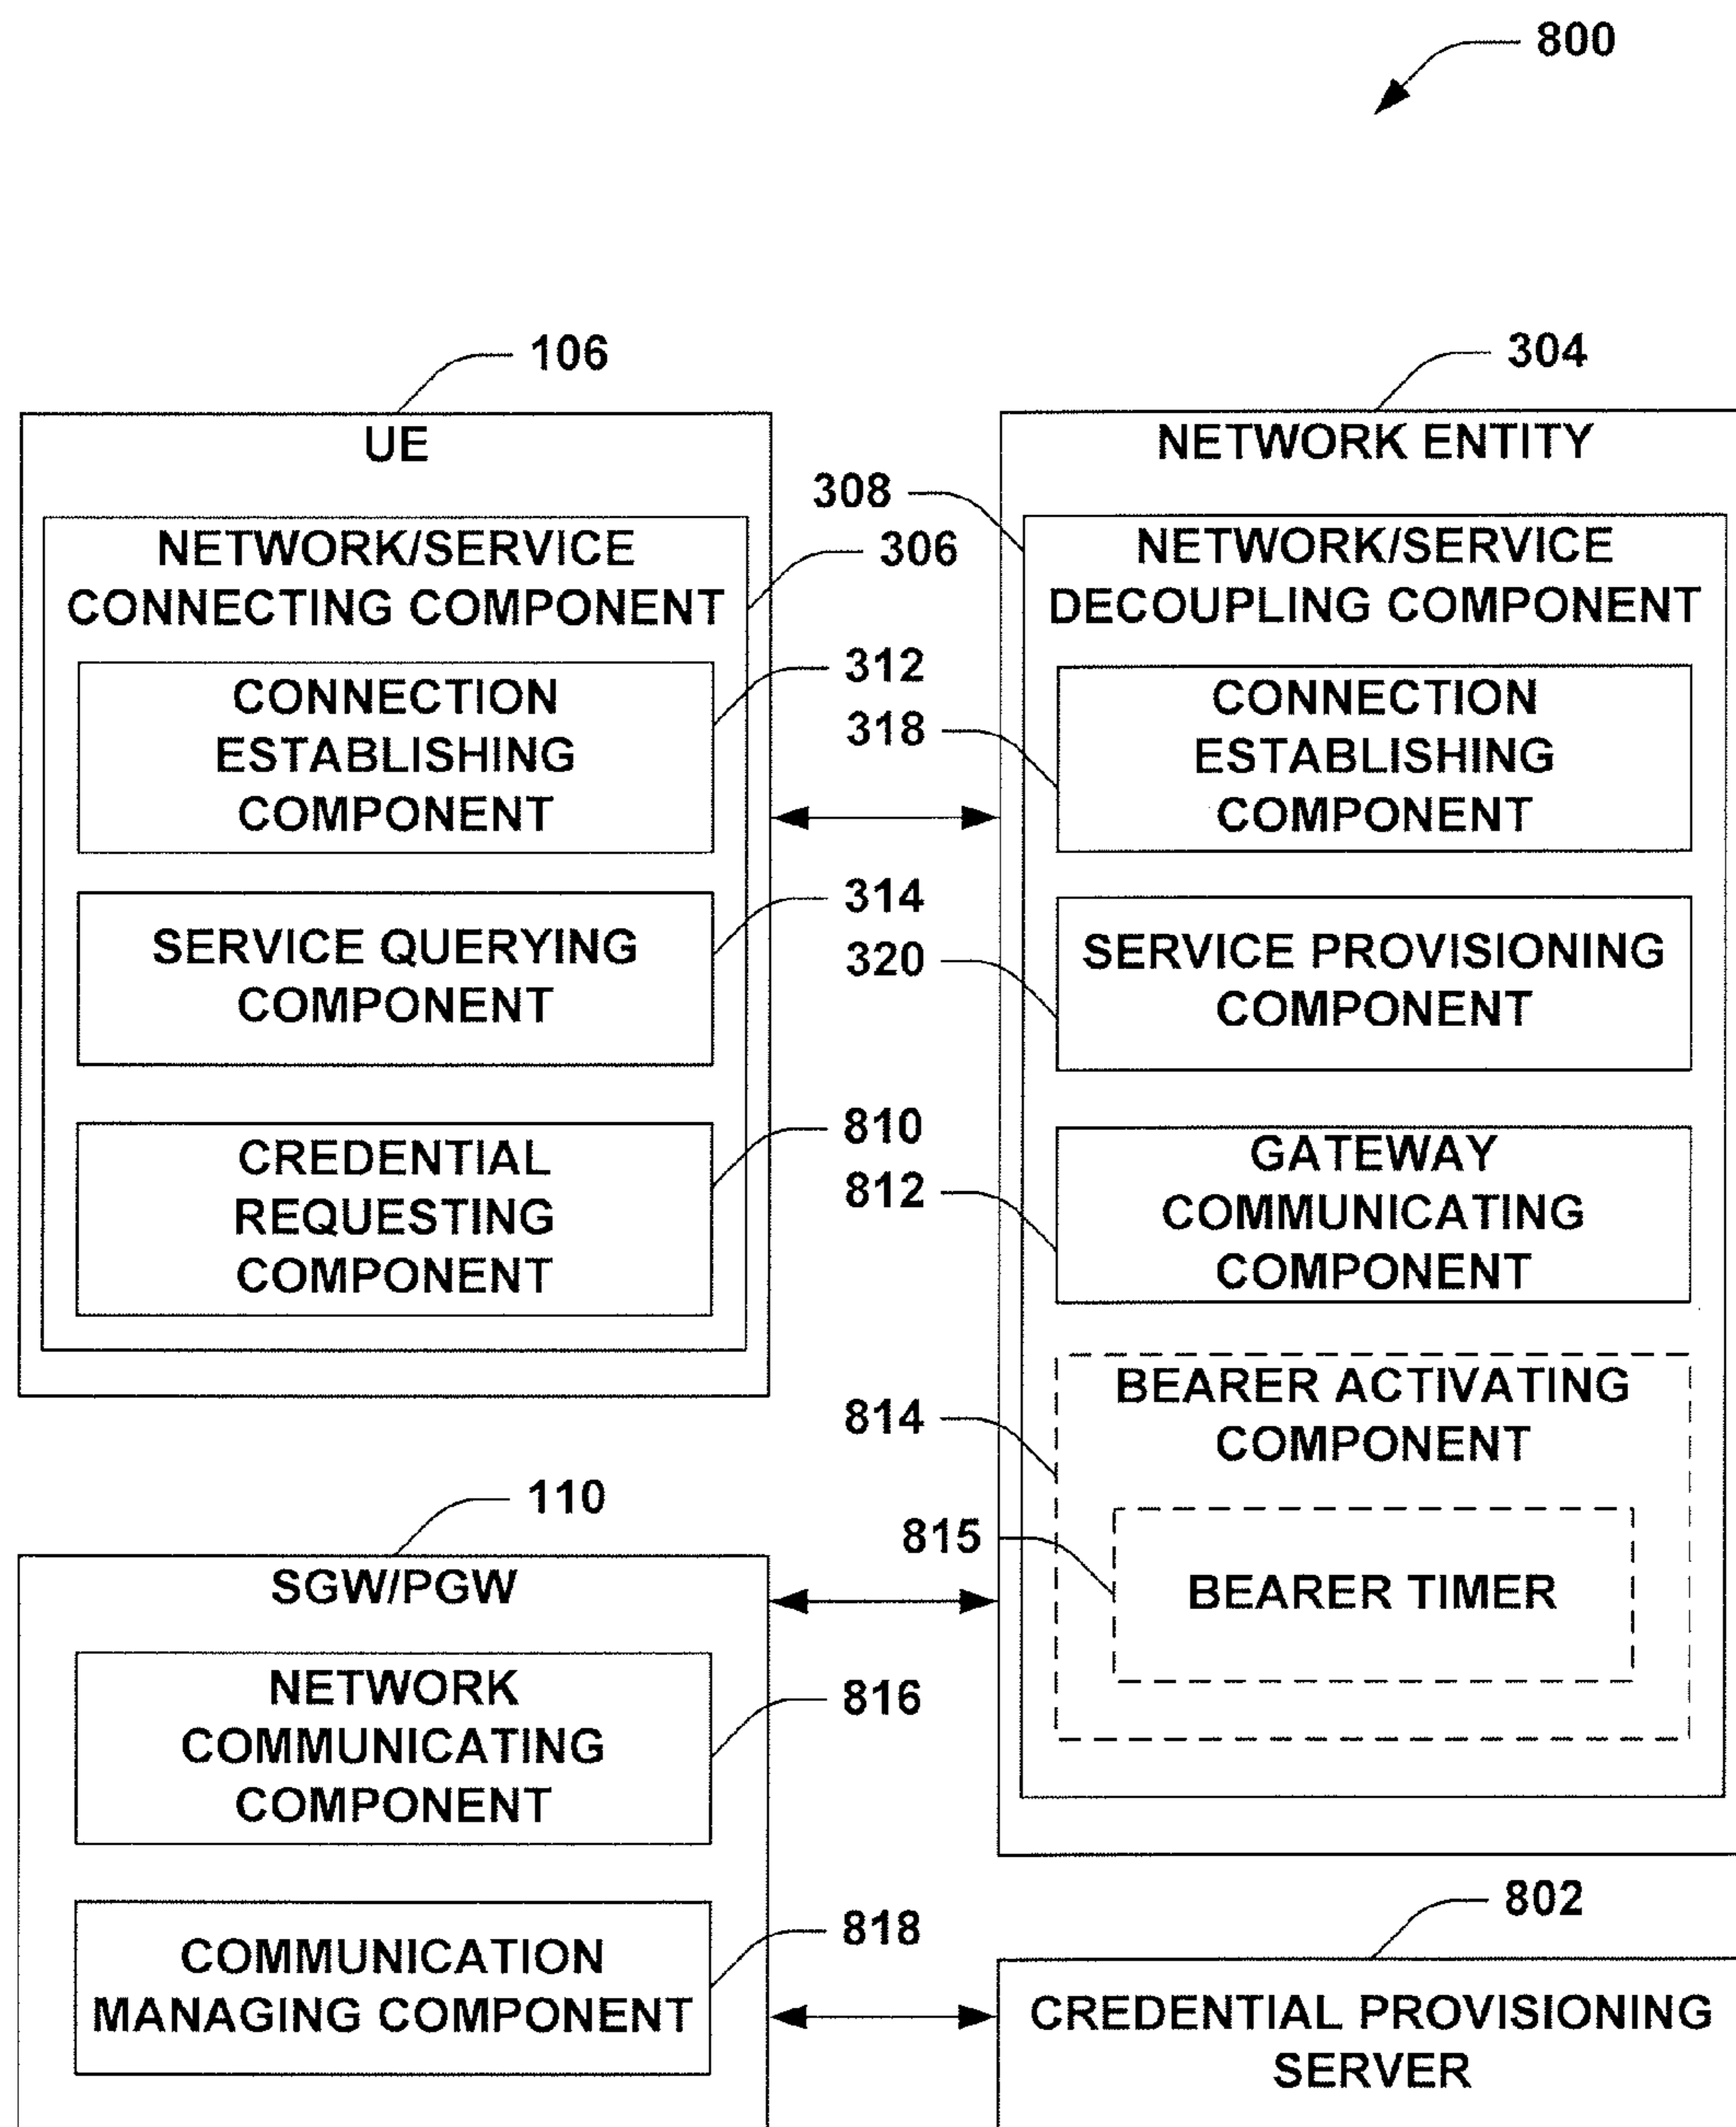 800
106
UE
NETWORK/SERVICE
CONNECTING COMPONENT
306
CONNECTION
ESTABLISHING
COMPONENT
312
SERVICE QUERYING
COMPONENT
314
CREDENTIAL
REQUESTING
COMPONENT
810
304
NETWORK ENTITY
308
NETWORK/SERVICE
DECOUPLING COMPONENT
318
CONNECTION
ESTABLISHING
COMPONENT
320
SERVICE PROVISIONING
COMPONENT
812
GATEWAY
COMMUNICATING
COMPONENT
814
BEARER ACTIVATING
COMPONENT
815
BEARER TIMER
110
SGW/PGW
NETWORK
COMMUNICATING
COMPONENT
816
COMMUNICATION
MANAGING COMPONENT
818
802
CREDENTIAL PROVISIONING
SERVER